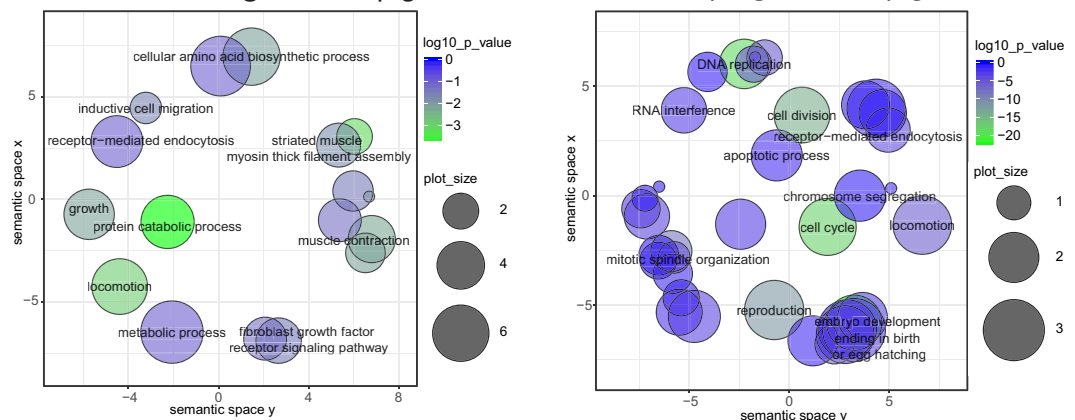 cellular amino acid biosynthetic process
inductive cell migration
receptor−mediated endocytosis
striated muscle
myosin thick filament assembly
growth
protein catabolic process
muscle contraction
locomotion
metabolic process
fibroblast growth factor
receptor signaling pathway
5
0
−5
−4
0
4
8
semantic space x
semantic space y
log10_p_value
0
−1
−2
−3
plot_size
2
4
6
DNA replication
RNA interference
cell division
receptor−mediated endocytosis
apoptotic process
chromosome segregation
cell cycle
locomotion
mitotic spindle organization
reproduction
embryo development
ending in birth
or egg hatching
5
0
−5
−5
0
5
semantic space x
semantic space y
log10_p_value
0
−5
−10
−15
−20
plot_size
1
2
3